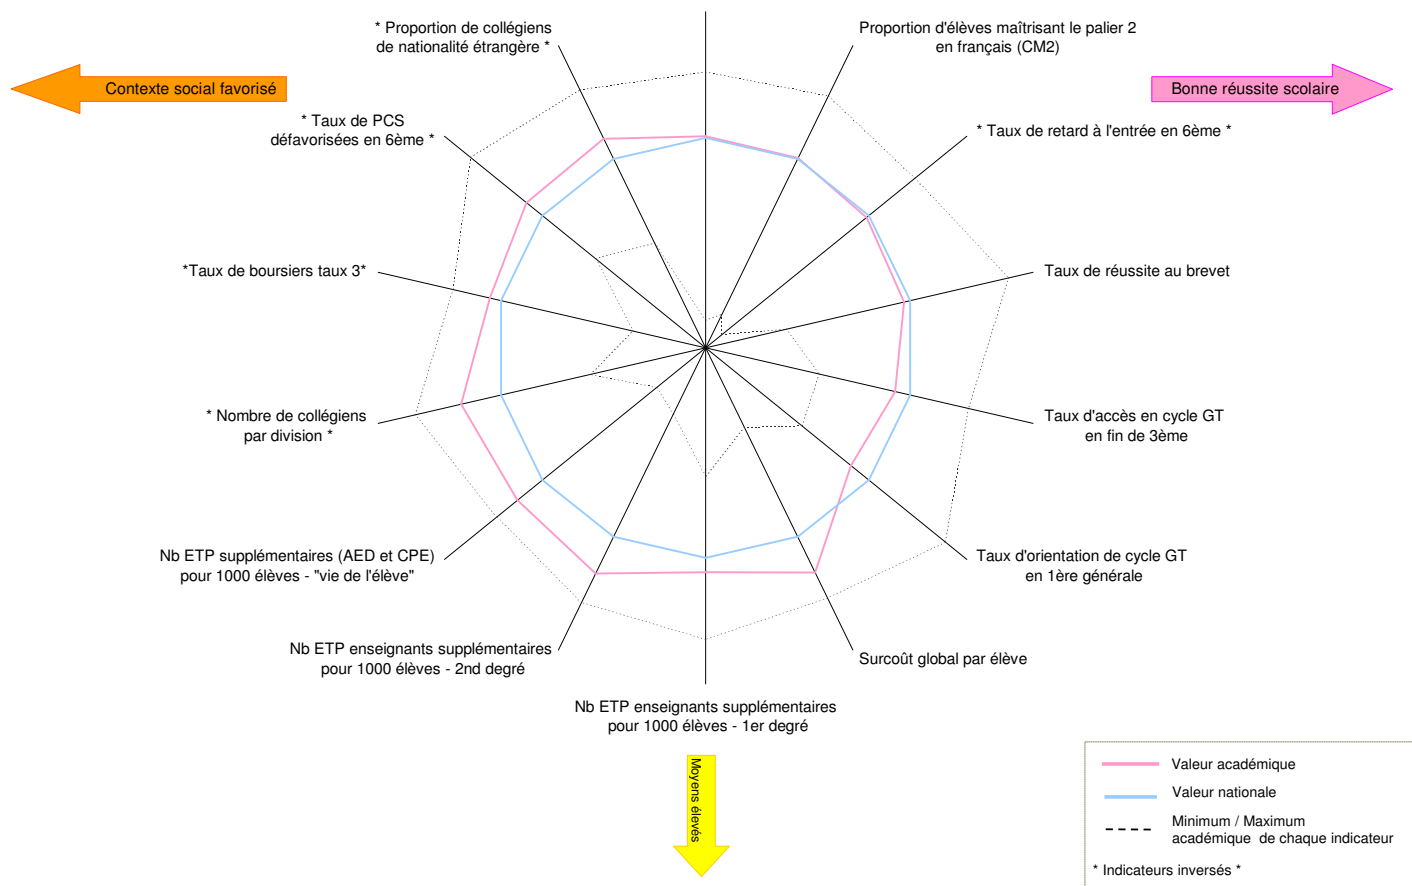 * Proportion de collégiens
de nationalité étrangère *
Proportion d'élèves maîtrisant le palier 2
en français (CM2)
Contexte social favorisé
Bonne réussite scolaire
* Taux de PCS
défavorisées en 6ème *
* Taux de retard à l'entrée en 6ème *
*Taux de boursiers taux 3*
Taux de réussite au brevet
* Nombre de collégiens
par division *
Taux d'accès en cycle GT
en fin de 3ème
Nb ETP supplémentaires (AED et CPE)
pour 1000 élèves - "vie de l'élève"
Taux d'orientation de cycle GT
en 1ère générale
Nb ETP enseignants supplémentaires
pour 1000 élèves - 2nd degré
Surcoût global par élève
Nb ETP enseignants supplémentaires
pour 1000 élèves - 1er degré
Moyens élevés
Valeur académique
Valeur nationale
Minimum / Maximum
académique de chaque indicateur
* Indicateurs inversés *